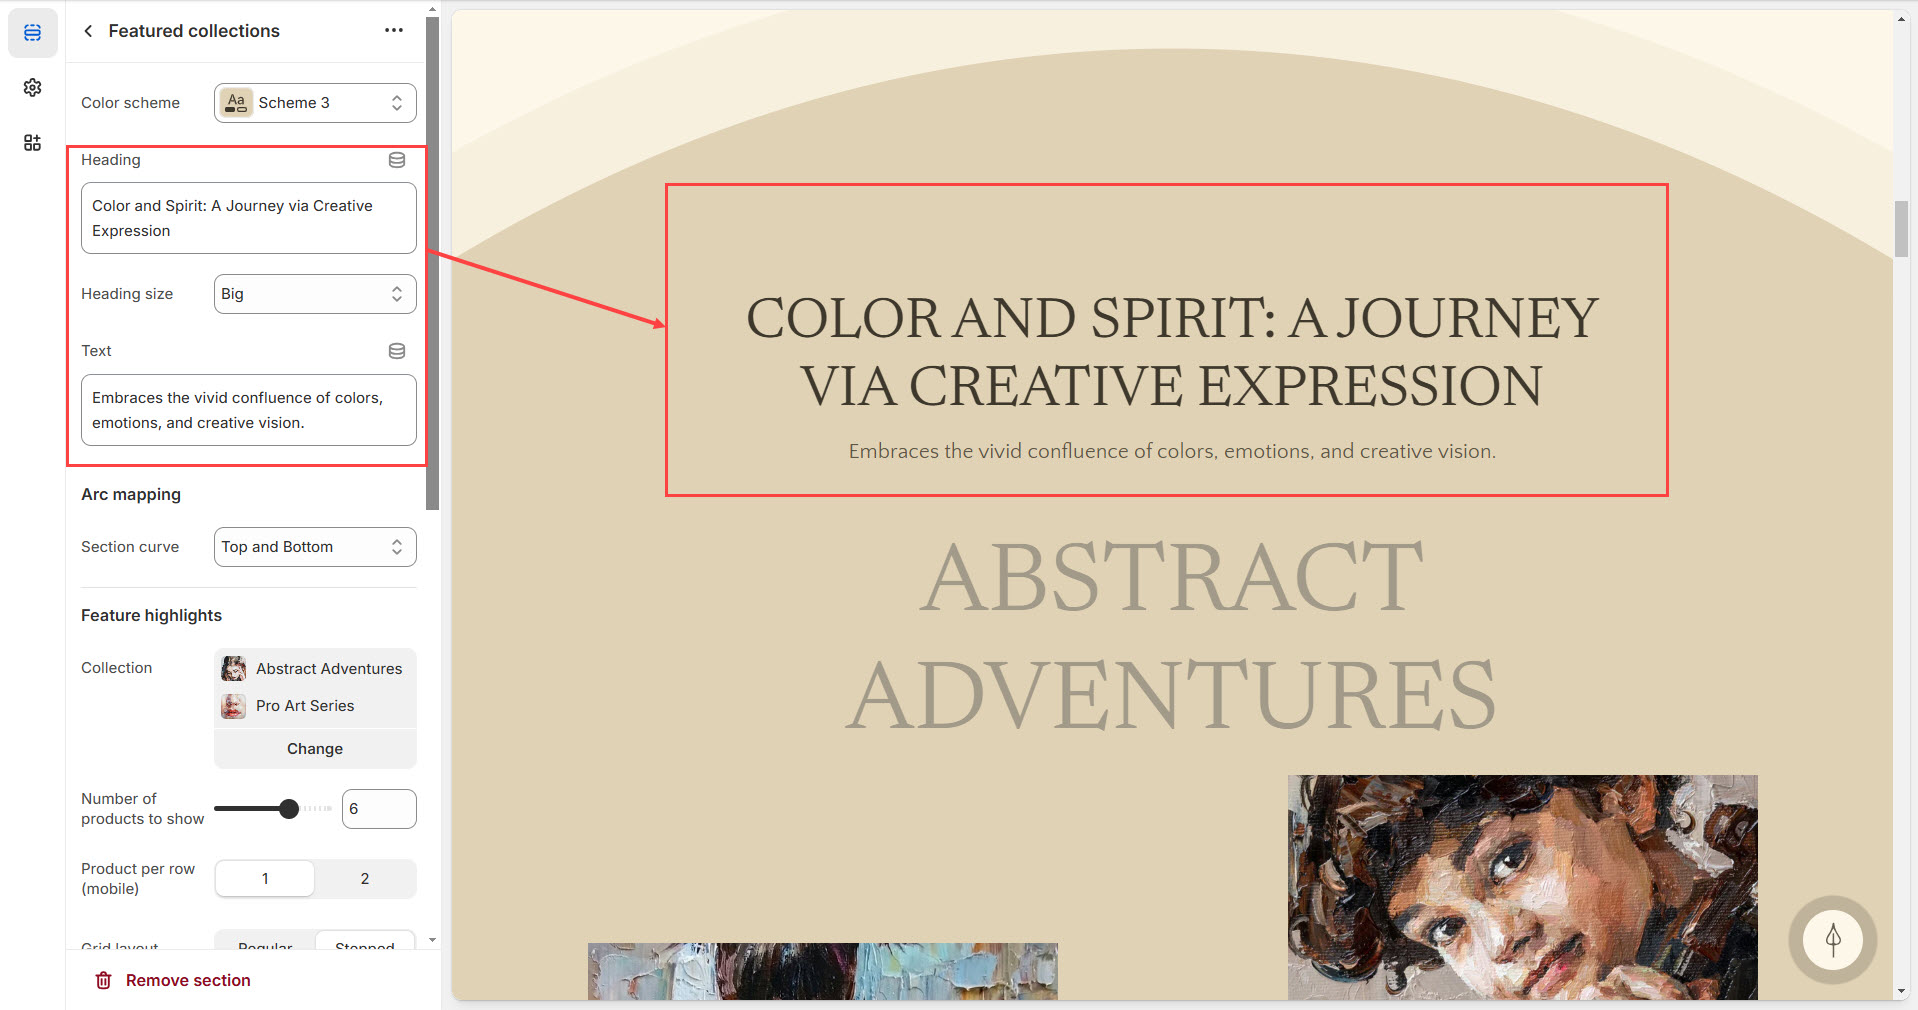 Featured collections
Color scheme
Aa
Scheme 3
Heading
Color and Spirit: A Journey via Creative
Expression
Heading size
Big
Text
Embraces the vivid confluence of colors,
emotions, and creative vision.
Arc mapping
Section curve
Top and Bottom
Feature highlights
Collection
Abstract Adventures
Pro Art Series
Change
Number of
products to show
6
Product per row
(mobile)
1
2
Grid layout
Regular
Stepped
Remove section
COLOR AND SPIRIT: A JOURNEY
VIA CREATIVE EXPRESSION
Embraces the vivid confluence of colors, emotions, and creative vision.
ABSTRACT
ADVENTURES